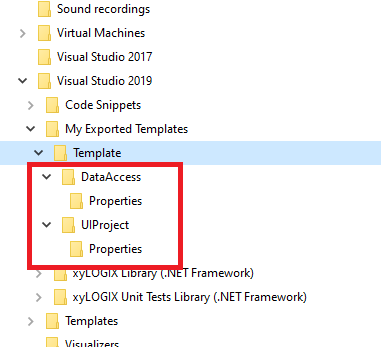 Sound recordings
Virtual Machines
Visual Studio 2017
Visual Studio 2019
Code Snippets
My Exported Templates
Template
DataAccess
Properties
UIProject
Properties
xyLOGIX Library (.NET Framework)
xyLOGIX Unit Tests Library (.NET Framework)
Templates
Visualizers